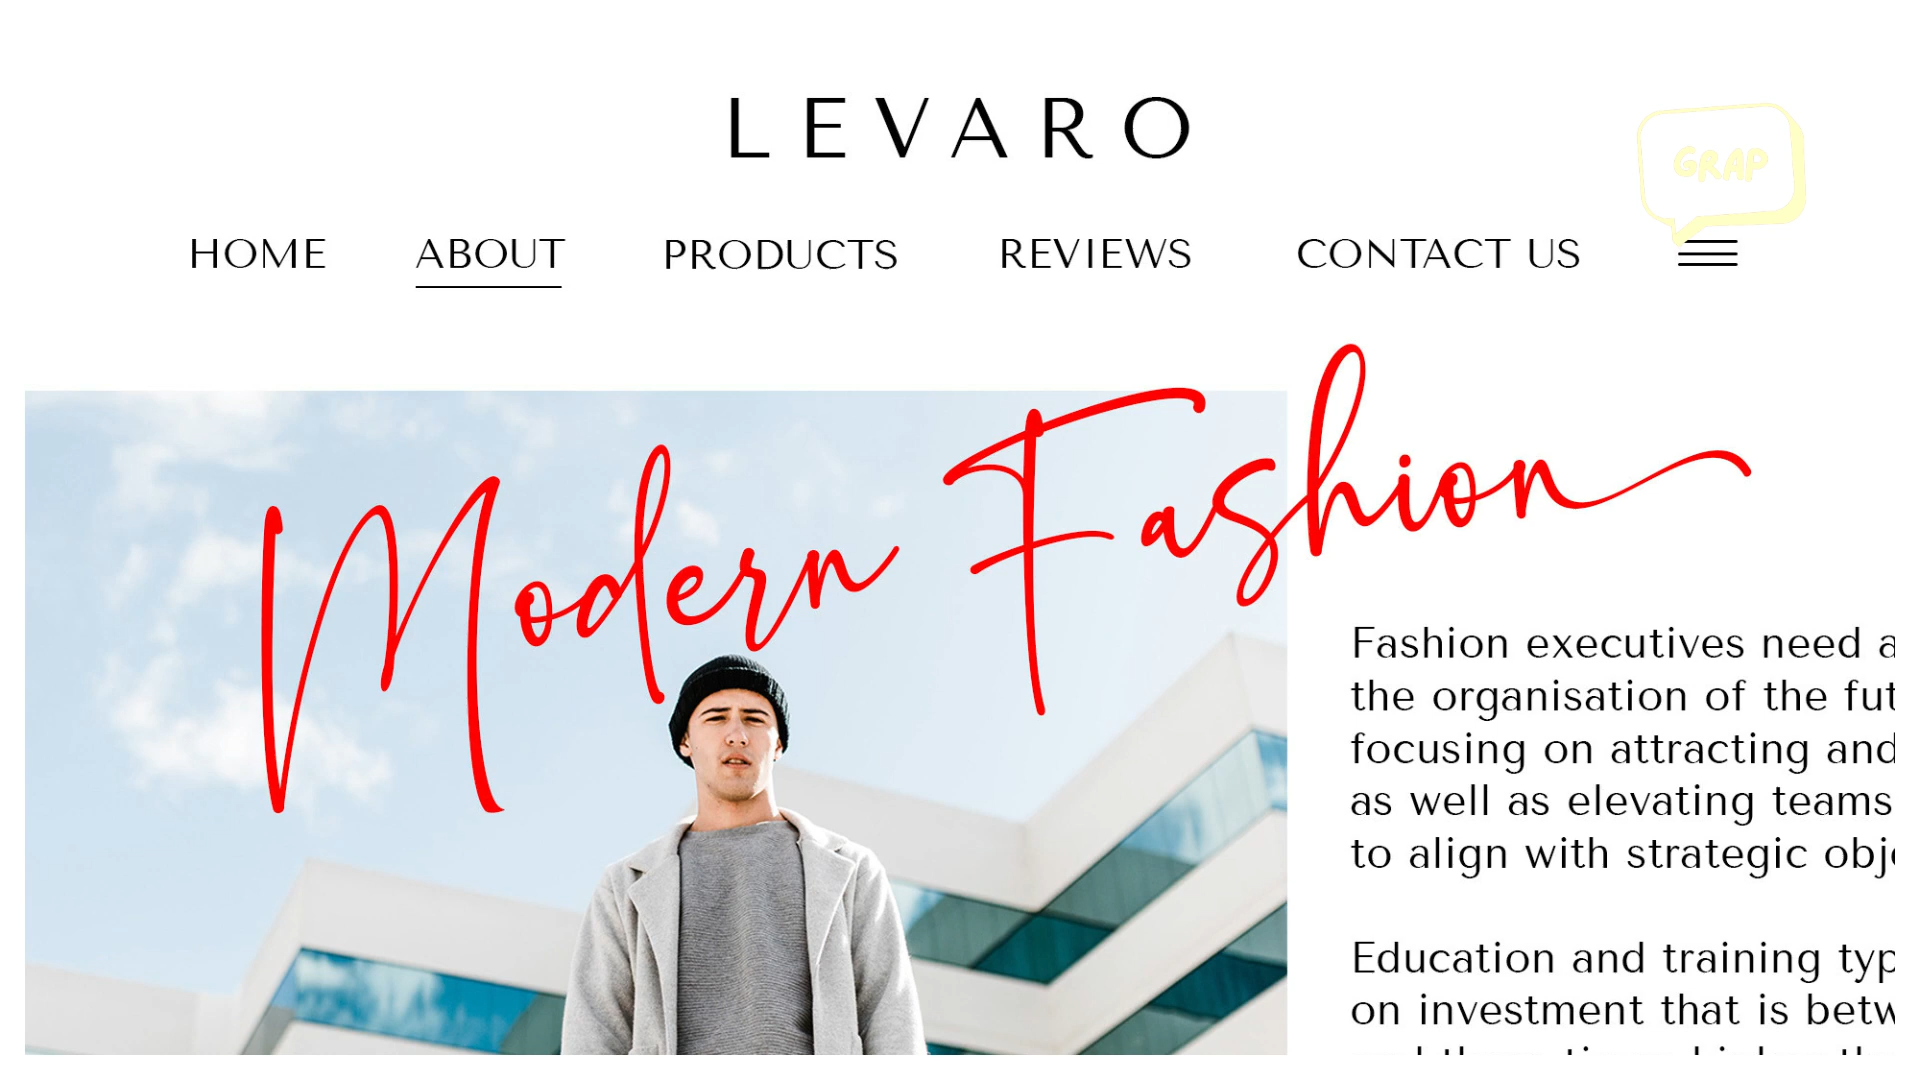 LEVARO
GRAP
HOME ABOUT PRODUCTS REVIEWS CONTACT US
Modern Fashion
Fashion executives need a
the organisation of the fut
focusing on attracting and
as well as elevating teams
to align with strategic obj
Education and training typ
on investment that is betw